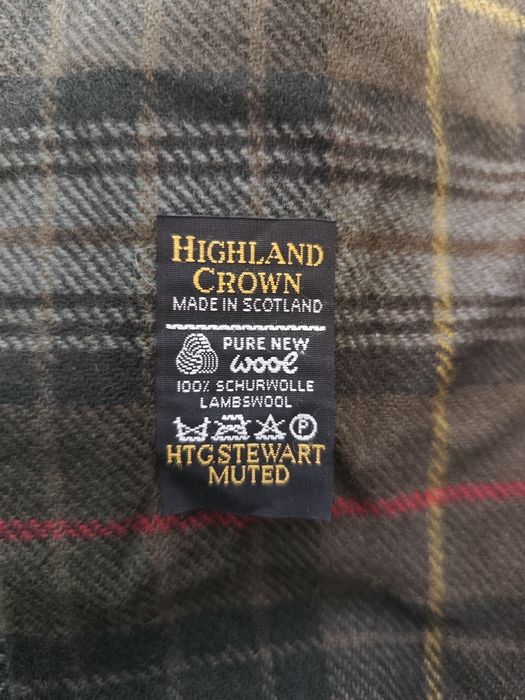 HIGHLAND
CROWN
MADE IN SCOTLAND
PURE NEW
wool
100% SCHURWOLLE
LAMBSWOOL
P
HTG.STEWART
MUTED